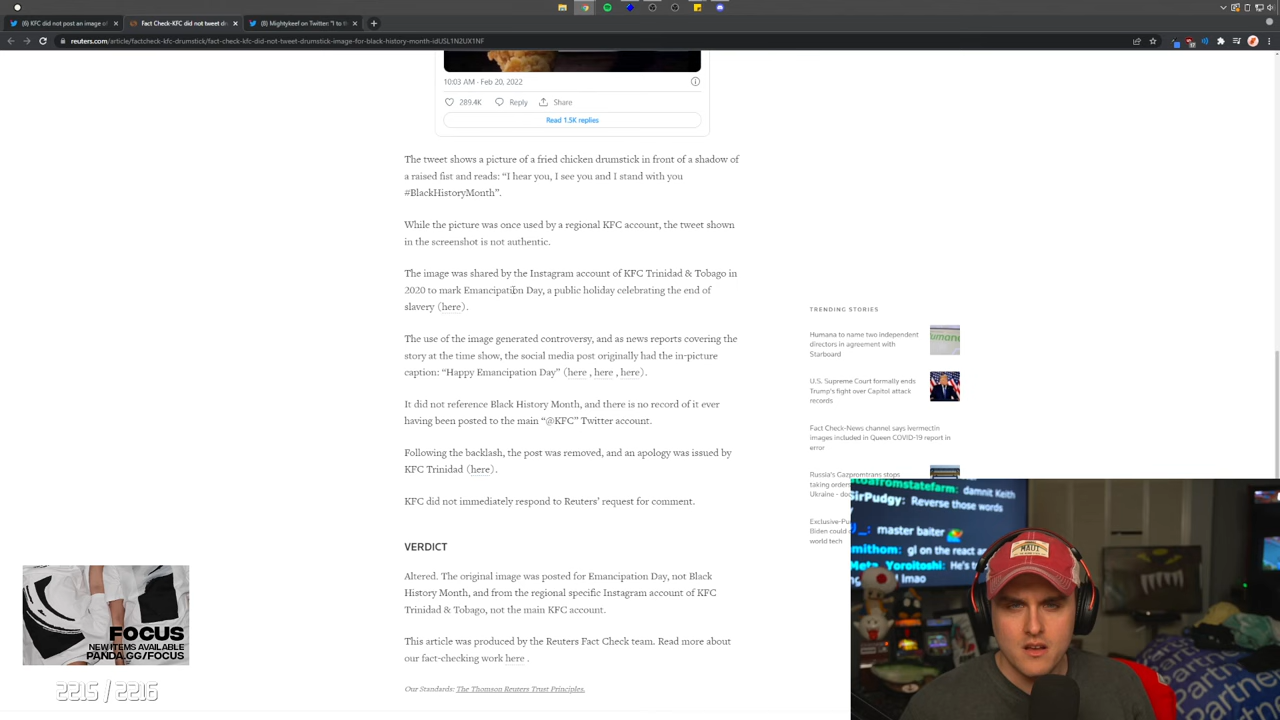 (6) KFC did not post an image of
Fact Check-KFC did not tweet dr
(8) Mightykeef on Twitter: "I to th
reuters.com/article/factcheck-kfc-drumstick/fact-check-kfc-did-not-tweet-drumstick-image-for-black-history-month-idUSL1N2UX1NF
10:03 AM · Feb 20, 2022
289.4K Reply Share
Read 1.5K replies
The tweet shows a picture of a fried chicken drumstick in front of a shadow of
a raised fist and reads: “I hear you, I see you and I stand with you
#BlackHistoryMonth”.
While the picture was once used by a regional KFC account, the tweet shown
in the screenshot is not authentic.
The image was shared by the Instagram account of KFC Trinidad & Tobago in
2020 to mark Emancipation Day, a public holiday celebrating the end of
slavery (here).
The use of the image generated controversy, and as news reports covering the
story at the time show, the social media post originally had the in-picture
caption: “Happy Emancipation Day” (here , here , here).
It did not reference Black History Month, and there is no record of it ever
having been posted to the main “@KFC” Twitter account.
Following the backlash, the post was removed, and an apology was issued by
KFC Trinidad (here).
KFC did not immediately respond to Reuters’ request for comment.
VERDICT
Altered. The original image was posted for Emancipation Day, not Black
History Month, and from the regional specific Instagram account of KFC
Trinidad & Tobago, not the main KFC account.
This article was produced by the Reuters Fact Check team. Read more about
our fact-checking work here .
Our Standards: The Thomson Reuters Trust Principles.
TRENDING STORIES
Humana to name two independent
directors in agreement with
Starboard
U.S. Supreme Court formally ends
Trump's fight over Capitol attack
records
Fact Check-News channel says ivermectin
images included in Queen COVID-19 report in
error
Russia's Gazpromtrans stops
taking orders
Ukraine - doc
Exclusive-Pu
Biden could
world tech
oafromstatefarm: damnit Keith
irPudgy: Reverse those words
master baiter
smithom: gl on the react a
Meta_Yoroitoshi: He's t
lmao
FOCUS
NEW ITEMS AVAILABLE
PANDA.GG/FOCUS
2215 / 2216
MAUI